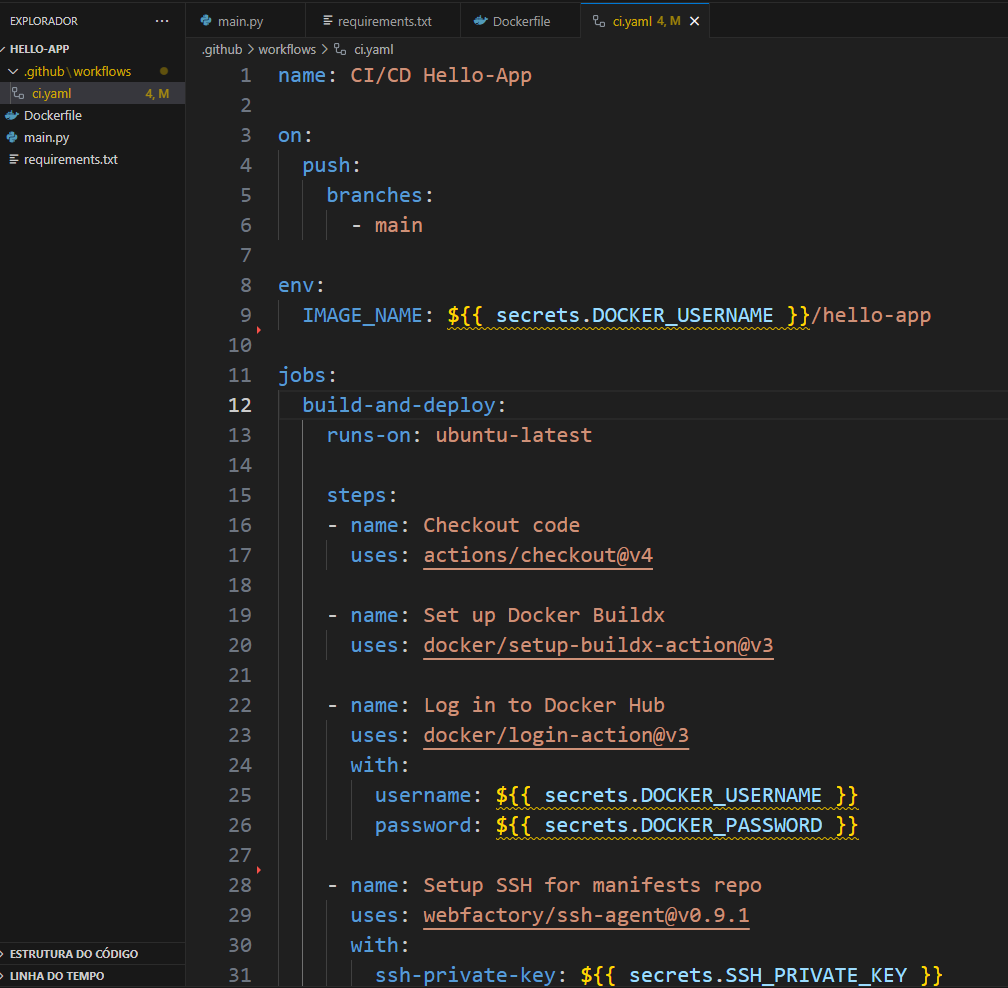 EXPLORADOR ...
HELLO-APP
.github\workflows
ci.yaml 4, M
Dockerfile
main.py
requirements.txt
ESTRUTURA DO CÓDIGO
LINHA DO TEMPO
main.py requirements.txt Dockerfile ci.yaml 4, M
.github > workflows > ci.yaml
1 name: CI/CD Hello-App
2
3 on:
4 push:
5 branches:
6 - main
7
8 env:
9 IMAGE_NAME: ${{ secrets.DOCKER_USERNAME }}/hello-app
10
11 jobs:
12 build-and-deploy:
13 runs-on: ubuntu-latest
14
15 steps:
16 - name: Checkout code
17 uses: actions/checkout@v4
18
19 - name: Set up Docker Buildx
20 uses: docker/setup-buildx-action@v3
21
22 - name: Log in to Docker Hub
23 uses: docker/login-action@v3
24 with:
25 username: ${{ secrets.DOCKER_USERNAME }}
26 password: ${{ secrets.DOCKER_PASSWORD }}
27
28 - name: Setup SSH for manifests repo
29 uses: webfactory/ssh-agent@v0.9.1
30 with:
31 ssh-private-key: ${{ secrets.SSH_PRIVATE_KEY }}